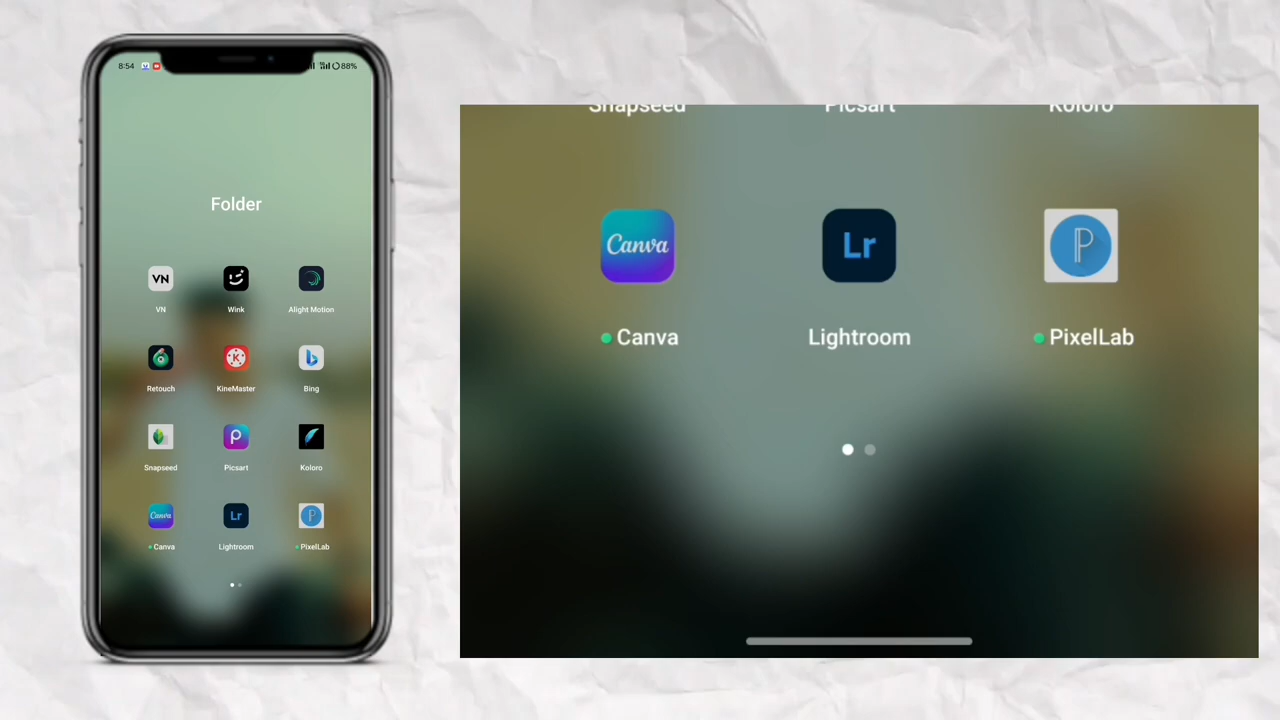 8:54
88%
Folder
VN
VN Wink Alight Motion
K
b
Retouch KineMaster Bing
P
Snapseed Picsart Koloro
Canva Lr P
Canva Lightroom PixelLab
Snapseed Picsart Koloro
Canva Lr P
Canva Lightroom PixelLab